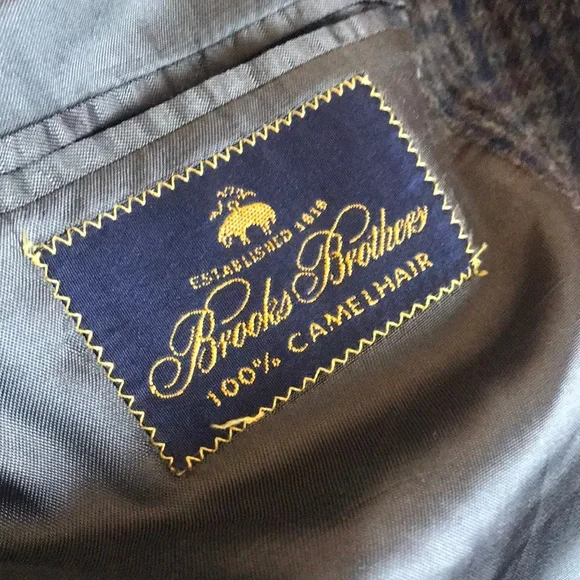 ESTABLISHED 1818
Brooks Brothers
100% CAMELHAIR